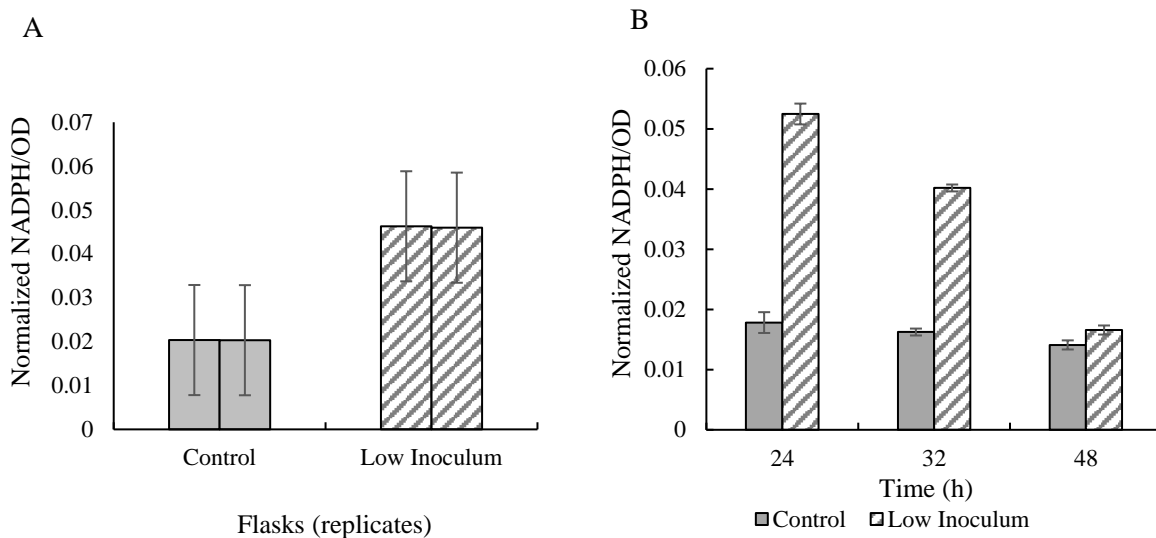 A
Normalized NADPH/OD
0.07
0.06
0.05
0.04
0.03
0.02
0.01
0
Control Low Inoculum
Flasks (replicates)
B
Normalized NADPH/OD
0.06
0.05
0.04
0.03
0.02
0.01
0
24 32 48
Time (h)
Control Low Inoculum